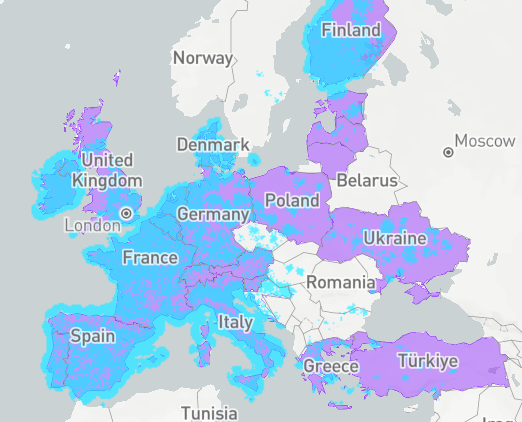 Finland
Norway
Moscow
Denmark
United
Kingdom
Belarus
Poland
London
Germany
Ukraine
France
Romania
Italy
Spain
Greece
Türkiye
Tunisia